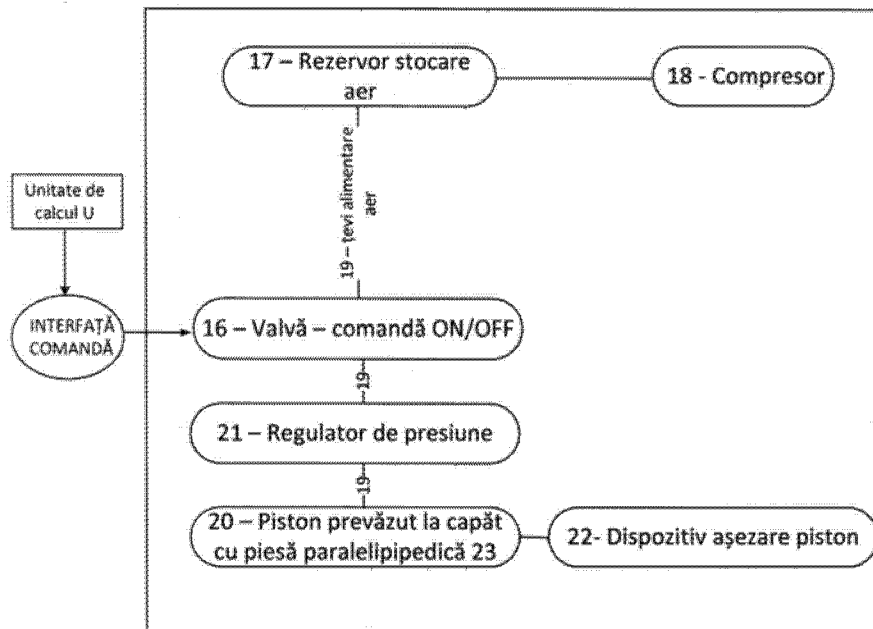 17 – Rezervor stocare
aer
18 - Compresor
19 – țevi alimentare
aer
Unitate de
calcul U
INTERFAȚĂ
COMANDĂ
16 – Valvă – comandă ON/OFF
19
21 – Regulator de presiune
19
20 – Piston prevăzut la capăt
cu piesă paralelipipedică 23
22- Dispozitiv așezare piston